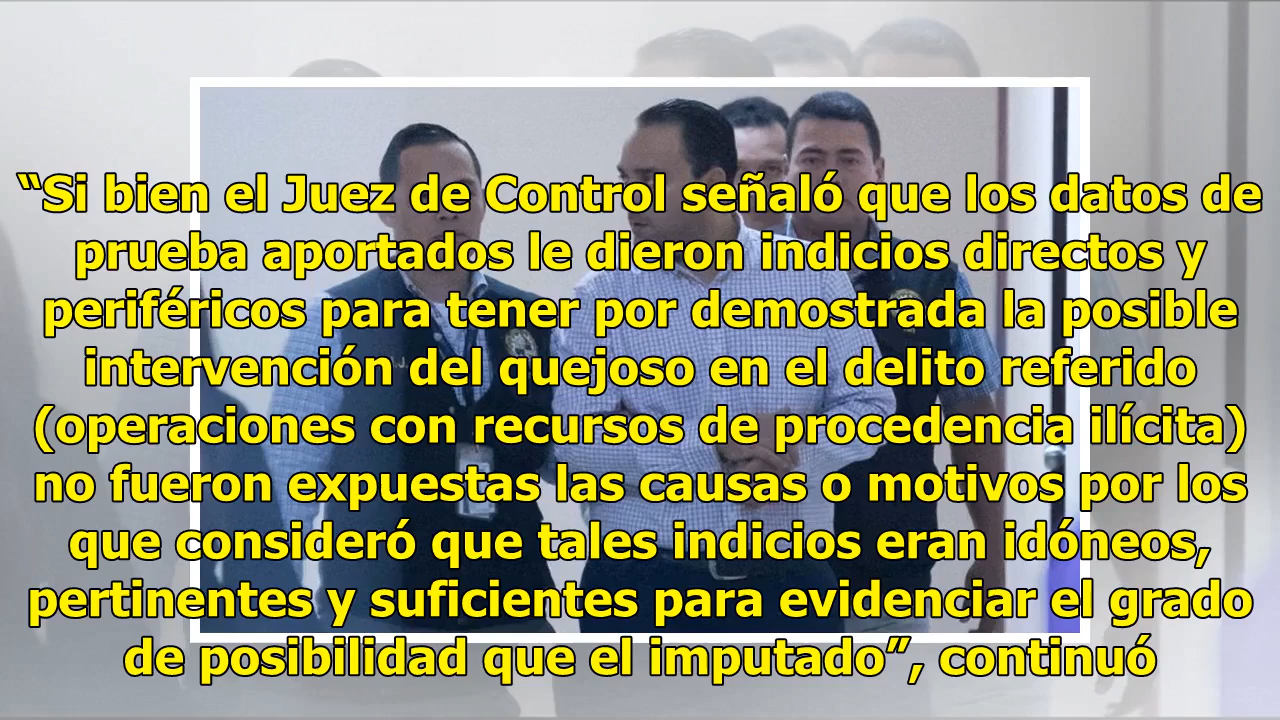 “Si bien el Juez de Control señaló que los datos de
prueba aportados le dieron indicios directos y
periféricos para tener por demostrada la posible
intervención del quejoso en el delito referido
(operaciones con recursos de procedencia ilícita)
no fueron expuestas las causas o motivos por los
que consideró que tales indicios eran idóneos,
pertinentes y suficientes para evidenciar el grado
de posibilidad que el imputado”, continuó